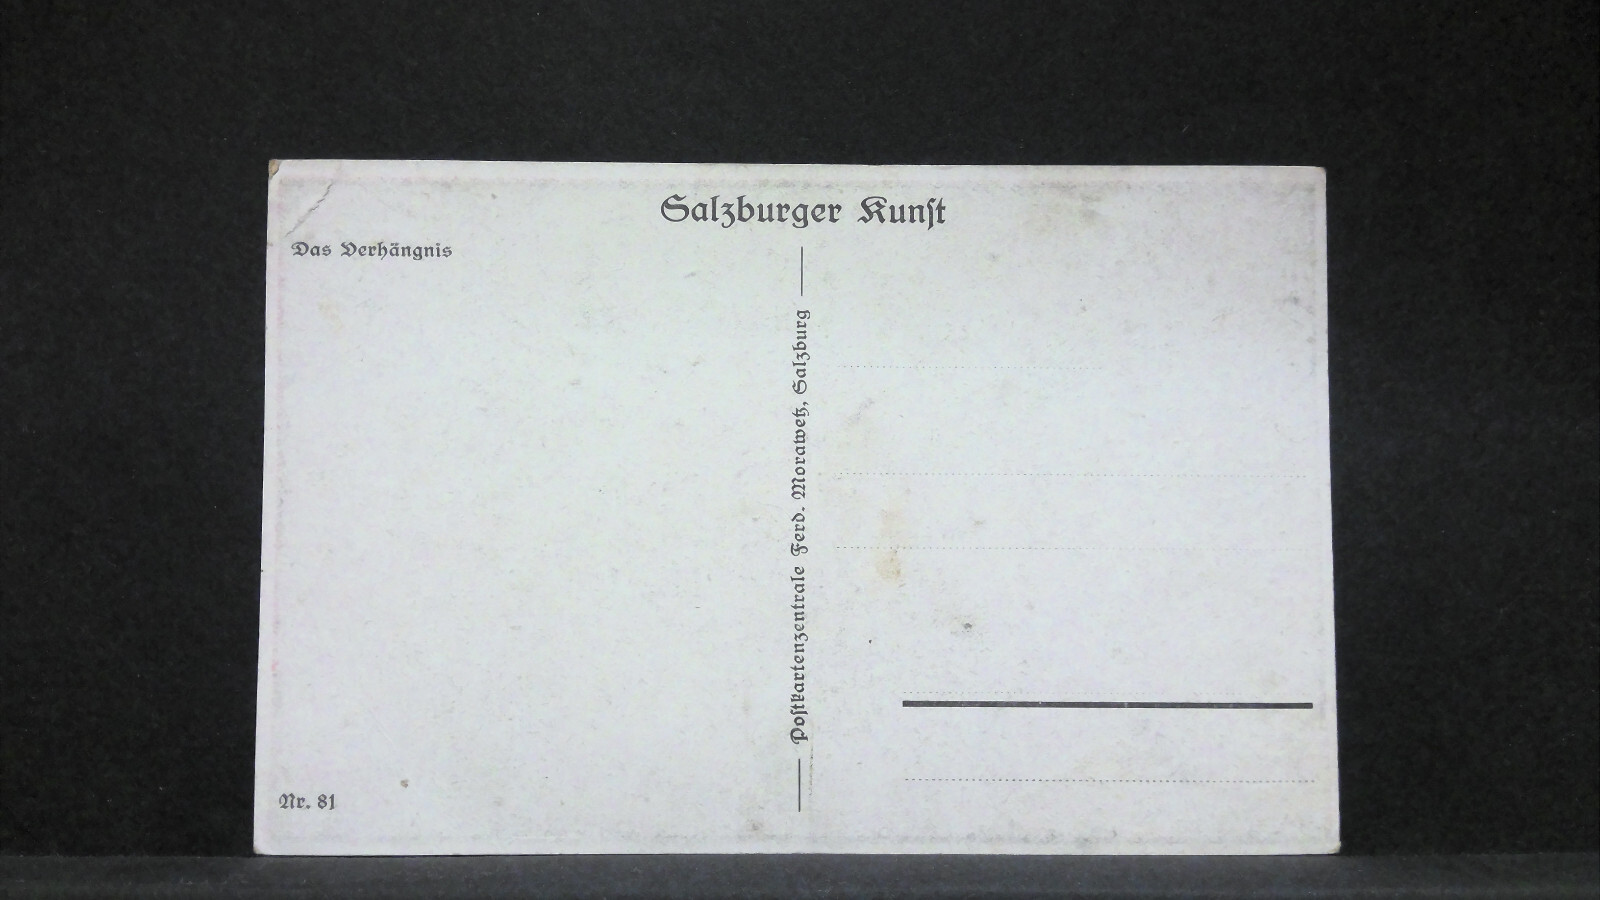 Salzburger Kunſt
Das Verhängnis
Poſtkartenzentrale Ferd. Morawetz, Salzburg
Nr. 81